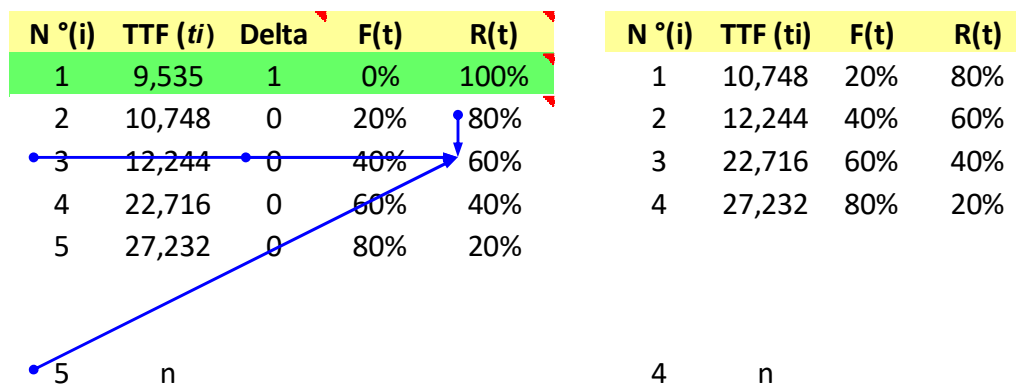 N °(i) TTF (ti) Delta F(t) R(t) N °(i) TTF (ti) F(t) R(t)
1 9,535 1 0% 100% 1 10,748 20% 80%
2 10,748 0 20% 80% 2 12,244 40% 60%
3 12,244 0 40% 60% 3 22,716 60% 40%
4 22,716 0 60% 40% 4 27,232 80% 20%
5 27,232 0 80% 20%
5 n 4 n